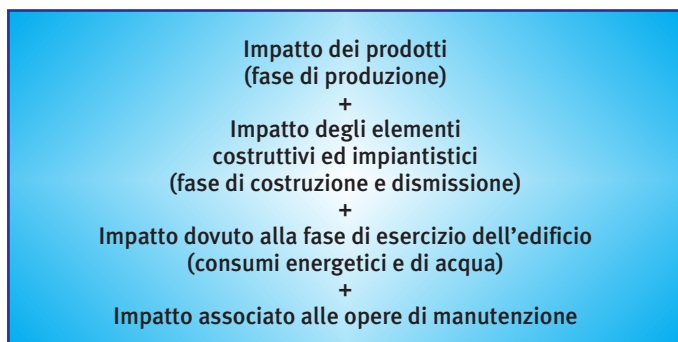 Impatto dei prodotti
(fase di produzione)
+
Impatto degli elementi
costruttivi ed impiantistici
(fase di costruzione e dismissione)
+
Impatto dovuto alla fase di esercizio dell’edificio
(consumi energetici e di acqua)
+
Impatto associato alle opere di manutenzione